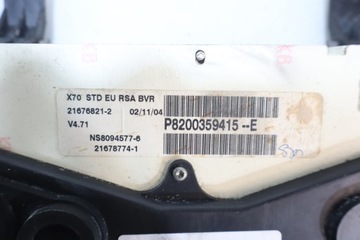 X70 STD EU RSA BVR
21676821-2 02/11/04
V4.71
P8200359415--E
NS8094577-6
21678774-1